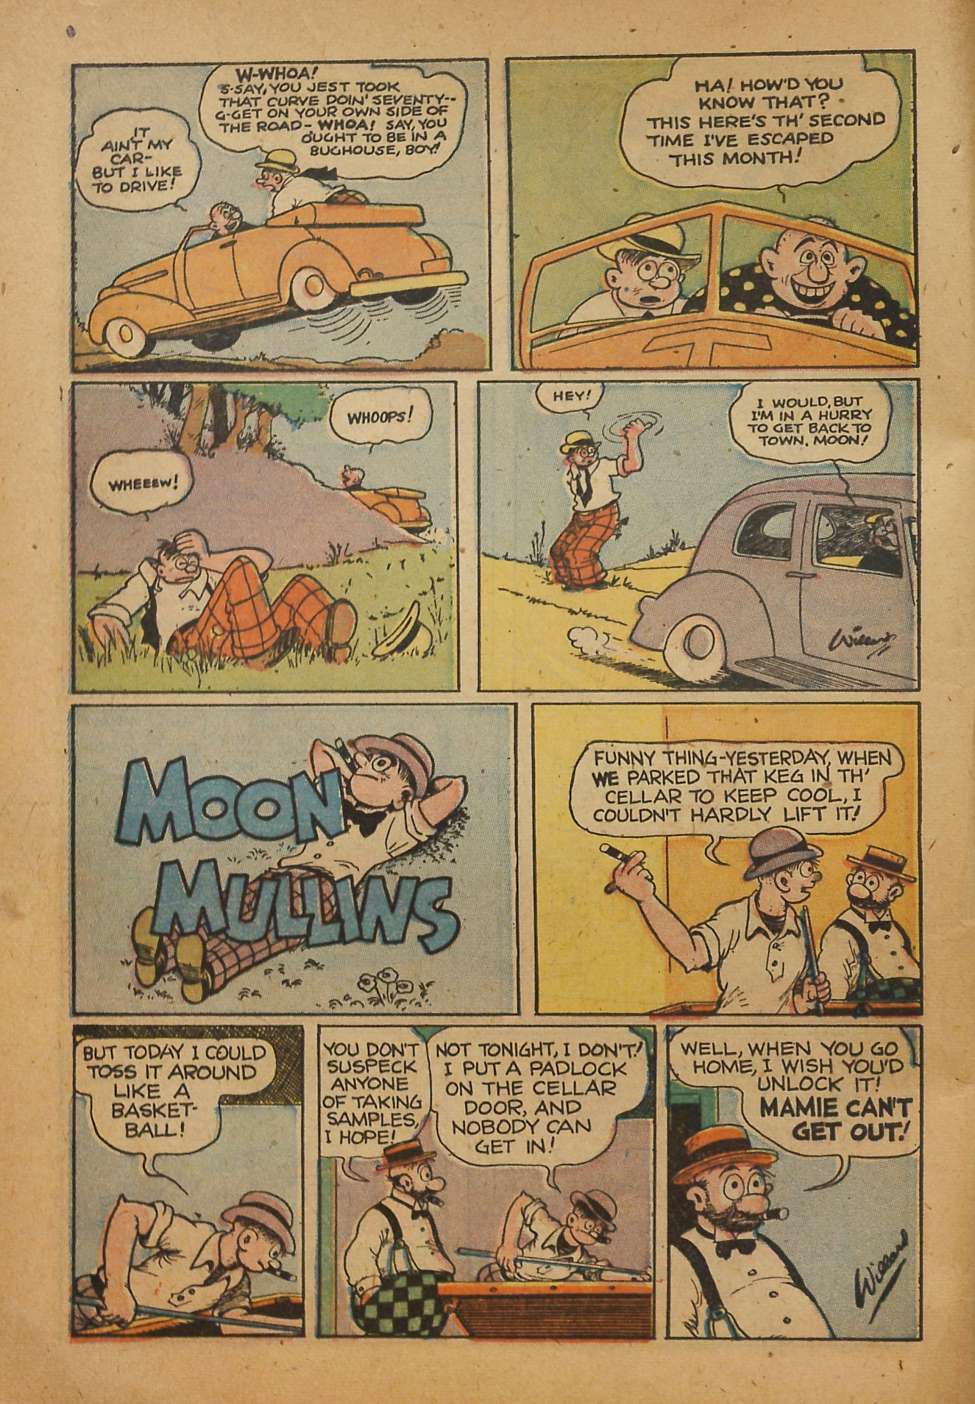 IT
AIN'T MY
CAR-
BUT I LIKE
TO DRIVE!
W-WHOA!
S-SAY, YOU JEST TOOK
THAT CURVE DOIN' SEVENTY--
G-GET ON YOUR OWN SIDE OF
THE ROAD- WHOA! SAY, YOU
OUGHT TO BE IN A
BUGHOUSE, BOY!
HA! HOW'D YOU
KNOW THAT?
THIS HERE'S TH' SECOND
TIME I'VE ESCAPED
THIS MONTH!
WHEEEW!
WHOOPS!
HEY!
I WOULD, BUT
I'M IN A HURRY
TO GET BACK TO
TOWN, MOON!
Willard
MOON
MULLINS
FUNNY THING-YESTERDAY, WHEN
WE PARKED THAT KEG IN TH'
CELLAR TO KEEP COOL, I
COULDN'T HARDLY LIFT IT!
BUT TODAY I COULD
TOSS IT AROUND
LIKE A
BASKET-
BALL!
YOU DON'T
SUSPECK
ANYONE
OF TAKING
SAMPLES,
I HOPE!
NOT TONIGHT, I DON'T!
I PUT A PADLOCK
ON THE CELLAR
DOOR, AND
NOBODY CAN
GET IN!
WELL, WHEN YOU GO
HOME, I WISH YOU'D
UNLOCK IT!
MAMIE CAN'T
GET OUT!
Willard